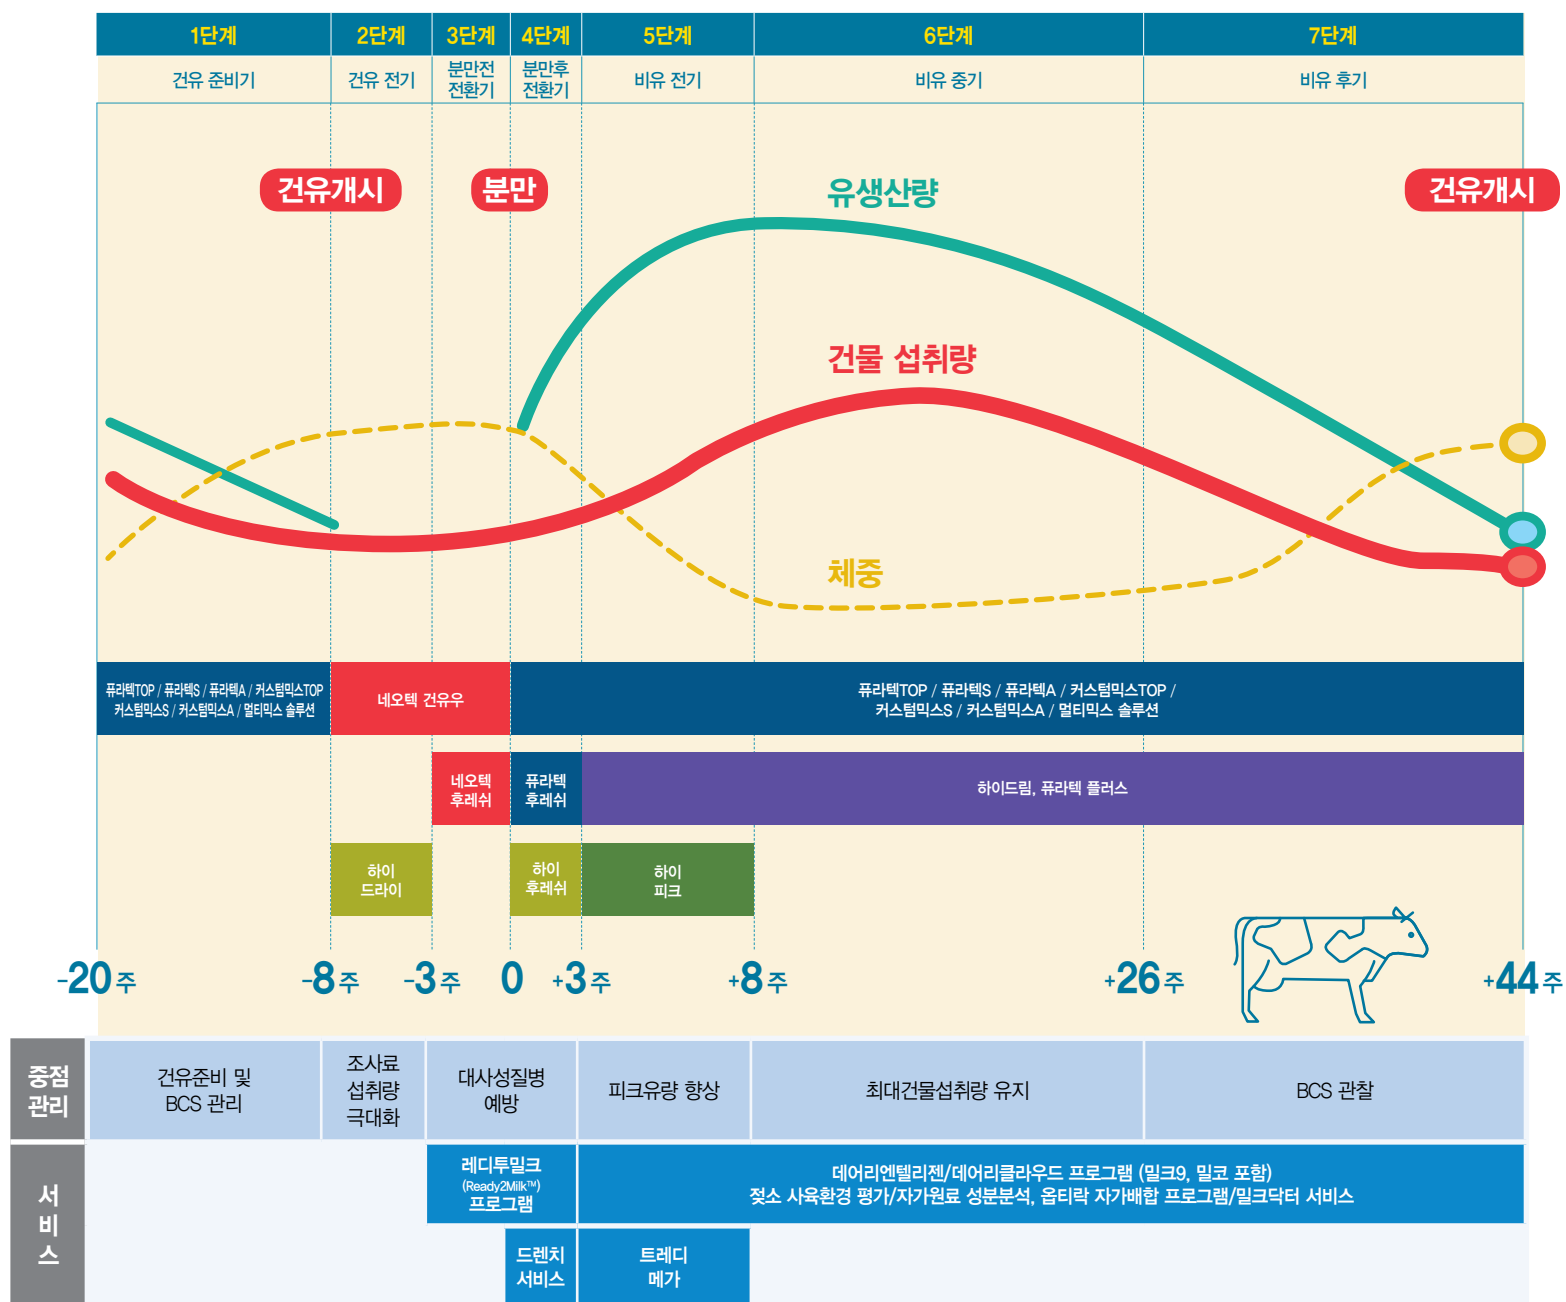 1단계
2단계
3단계
4단계
5단계
6단계
7단계
건유 준비기
건유 전기
분만전
전환기
분만후
전환기
비유 전기
비유 중기
비유 후기
건유개시
분만
유생산량
건유개시
건물 섭취량
체중
퓨라텍TOP / 퓨라텍S / 퓨라텍A / 커스텀믹스TOP
커스텀믹스S / 커스텀믹스A / 멀티믹스 솔루션
네오텍 건유우
퓨라텍TOP / 퓨라텍S / 퓨라텍A / 커스텀믹스TOP /
커스텀믹스S / 커스텀믹스A / 멀티믹스 솔루션
네오텍
후레쉬
퓨라텍
후레쉬
하이드림, 퓨라텍 플러스
하이
드라이
하이
후레쉬
하이
피크
-20 주
-8 주
-3 주
0
+3 주
+8 주
+26 주
+44 주
중점
관리
건유준비 및
BCS 관리
조사료
섭취량
극대화
대사성질병
예방
피크유량 향상
최대건물섭취량 유지
BCS 관찰
서
비
스
레디투밀크
(Ready2Milk™)
프로그램
데어리엔텔리젠/데어리클라우드 프로그램 (밀크9, 밀코 포함)
젖소 사육환경 평가/자가원료 성분분석, 옵티락 자가배합 프로그램/밀크닥터 서비스
드렌치
서비스
트레디
메가